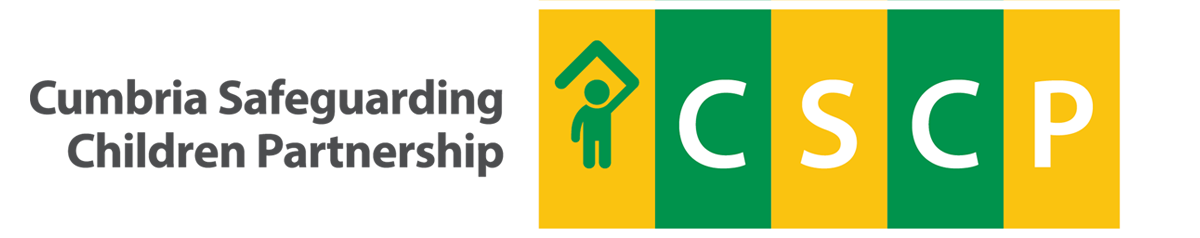 Cumbria Safeguarding
Children Partnership
CSCP